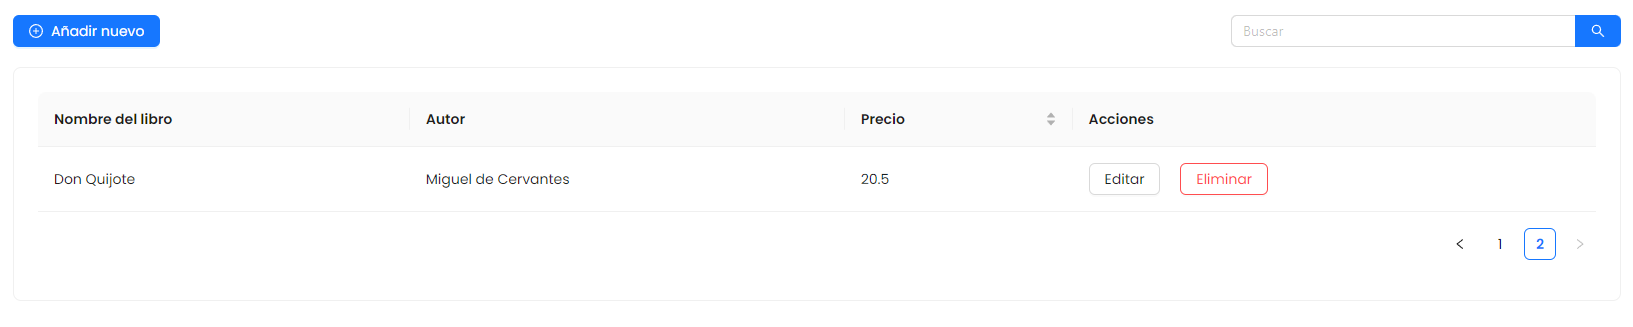 Añadir nuevo
Buscar
Nombre del libro Autor Precio Acciones
Don Quijote Miguel de Cervantes 20.5 Editar Eliminar
1 2